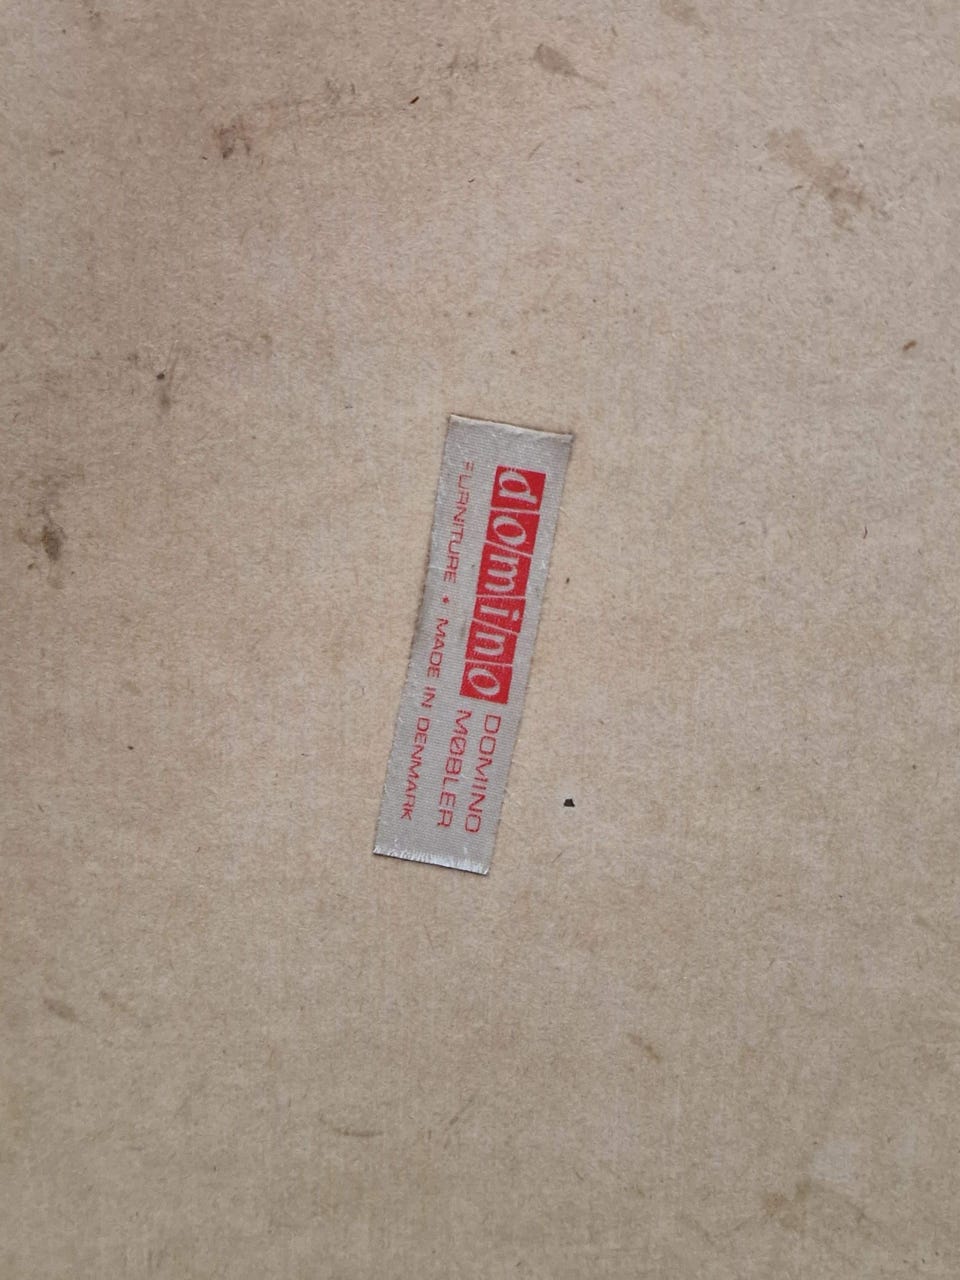 domino
DOMINO
MØBLER
FURNITURE • MADE IN DENMARK